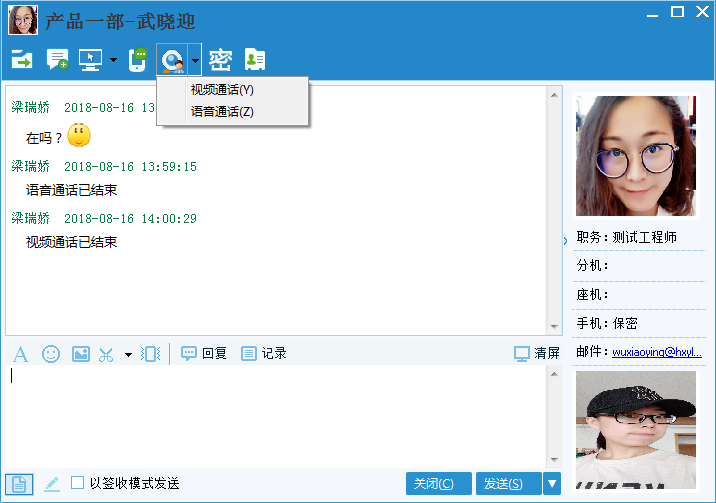 产品一部-武晓迎
密
视频通话(Y)
语音通话(Z)
梁瑞娇 2018-08-16 13
在吗？
梁瑞娇 2018-08-16 13:59:15
语音通话已结束
梁瑞娇 2018-08-16 14:00:29
视频通话已结束
职务：测试工程师
分机：
座机：
手机：保密
邮件：wuxiaoying@hxyl...
A 回复 记录 清屏
以签收模式发送 关闭(C) 发送(S)